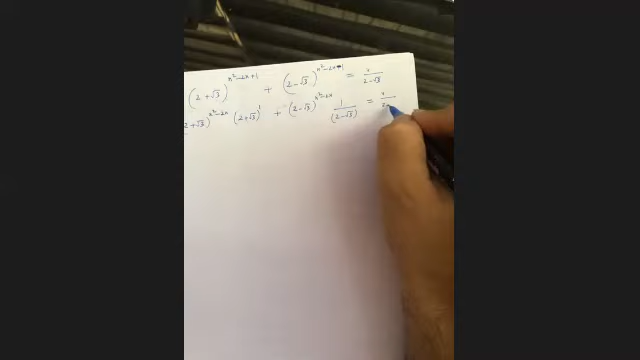 (2+√3)^(x²−2x+1) + (2−√3)^(x²−2x−1) = 4/(2−√3)
2+√3)^(x²−2x) (2+√3)^1 + (2−√3)^(x²−2x) 1/(2−√3) =